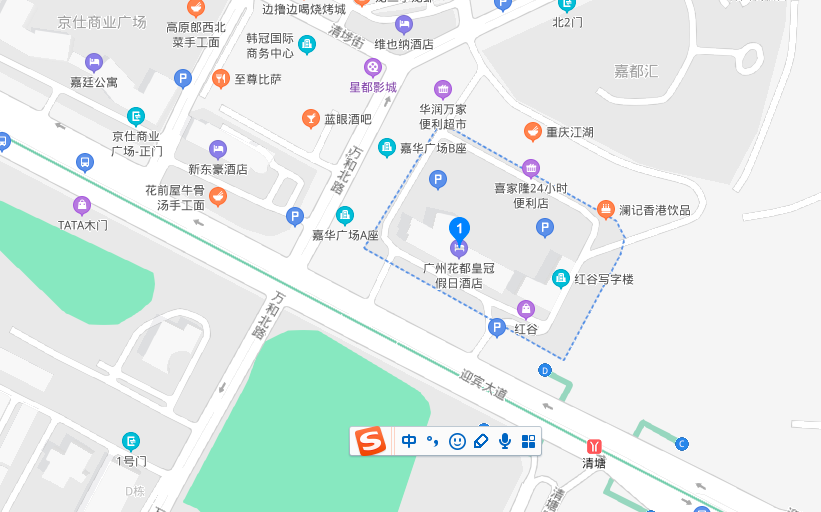 边撸边喝烧烤城
京仕商业广场
高原郎西北
菜手工面
北2门
清埗街
维也纳酒店
韩冠国际
商务中心
嘉廷公寓
P
P
至尊比萨
星都影城
嘉都汇
华润万家
便利超市
京仕商业
广场-正门
蓝眼酒吧
重庆江湖
嘉华广场B座
新东豪酒店
万和北路
P
喜家隆24小时
便利店
花前屋牛骨
汤手工面
TATA木门
P
澜记香港饮品
嘉华广场A座
P
1
广州花都皇冠
假日酒店
红谷写字楼
万和北路
P
红谷
D
迎宾大道
中
C
清塘
1号门
D栋
清塘
P